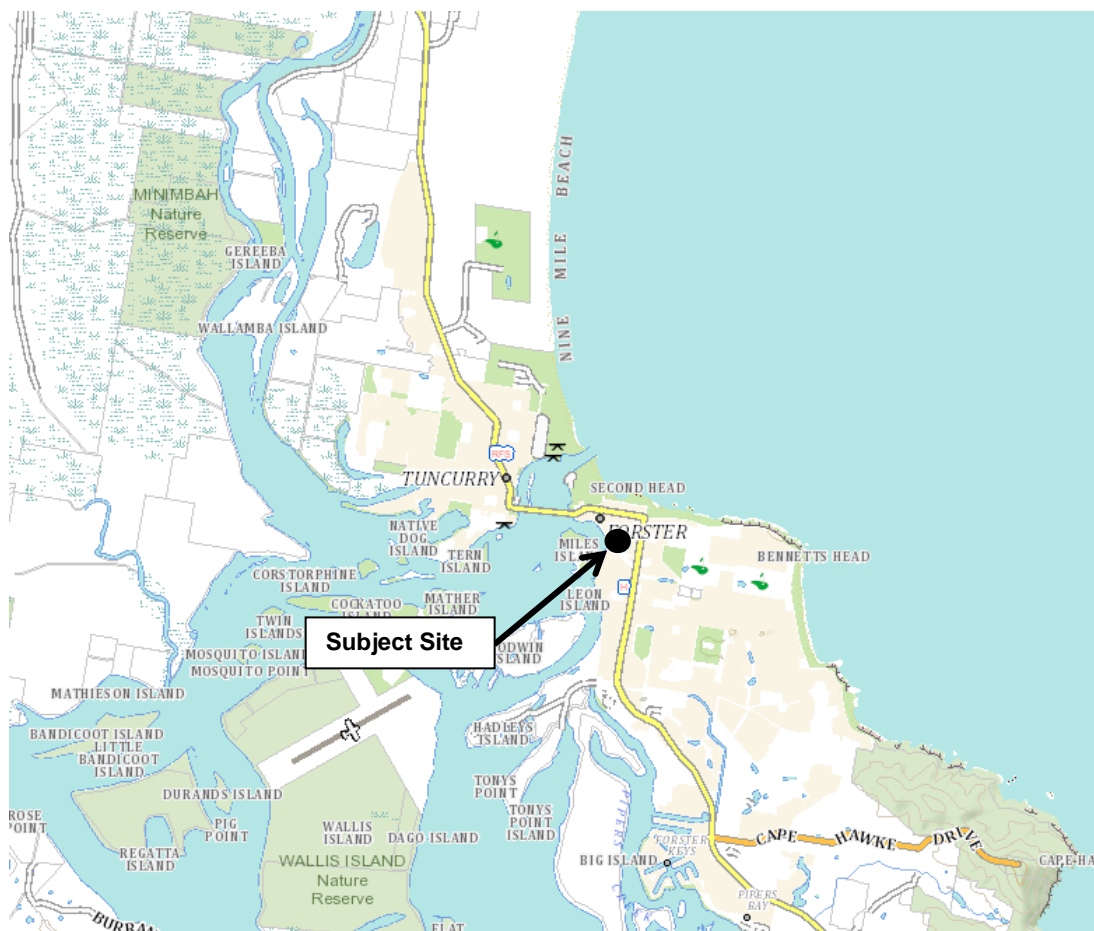 NINE MILE BEACH
MINIMBAH
Nature
Reserve
GEREEBA
ISLAND
WALLAMBA ISLAND
RFS
TUNCURRY
SECOND HEAD
FORSTER
NATIVE
DOG
ISLAND
TERN
ISLAND
MILES
ISLAND
BENNETTS HEAD
CORSTORPHINE
ISLAND
H
LEON
ISLAND
COCKATOO
MATHER
ISLAND
TWIN
ISLANDS
Subject Site
MOSQUITO
MOSQUITO POINT
ISLAND
MATHIESON ISLAND
HADLEYS
ISLAND
BANDICOOT ISLAND
LITTLE
BANDICOOT
ISLAND
TONYS
POINT
DURANDS ISLAND
TONYS
POINT
ISLAND
PIPERS
PIG
POINT
POINT
WALLIS
ISLAND
DAGO ISLAND
REGATTA
ISLAND
CAPE HAWKE DRIVE
FORSTER
KEYS
BIG ISLAND
WALLIS ISLAND
Nature
Reserve
PIPERS
BAY